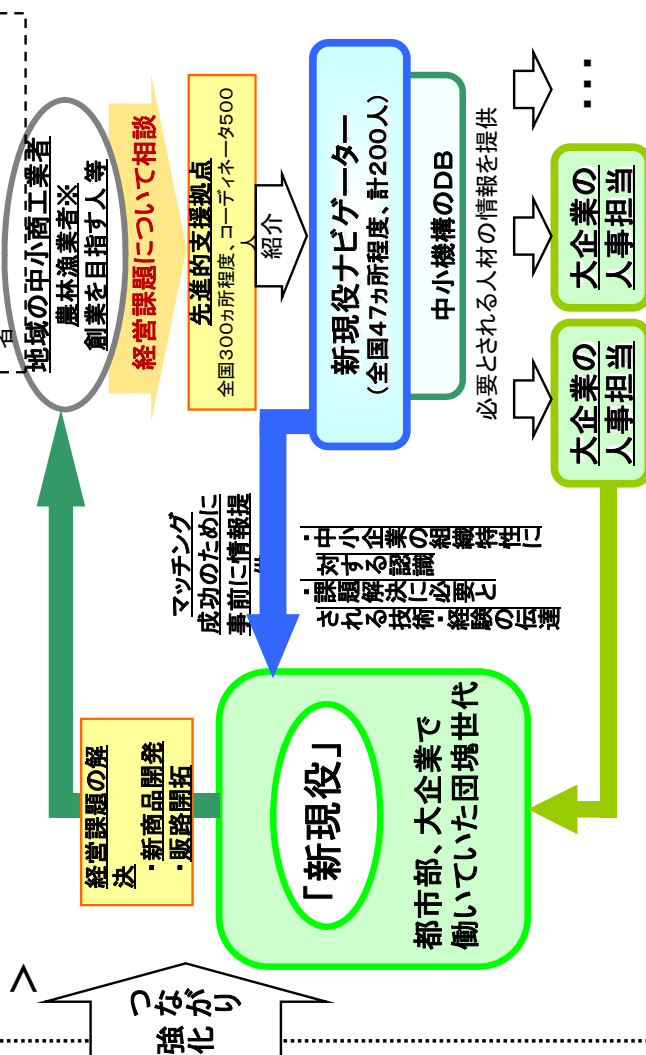 者
地域の中小商工業者
農林漁業者※
創業を目指す人 等
経営課題について相談
先進的支援拠点
全国300カ所程度、コーディネータ500
人
紹介
新現役ナビゲーター
(全国47カ所程度、計200人)
中小機構のDB
必要とされる人材の情報を提供
大企業の
人事担当
大企業の
人事担当
・・・
マッチング
成功のために
事前に情報提
供
・中小企業の組織特性に
対する認識
・課題解決に必要と
される技術・経験の伝達
経営課題の解
決
・新商品開発
・販路開拓
「新現役」
都市部、大企業で
働いていた団塊世代
>
つながり
強化